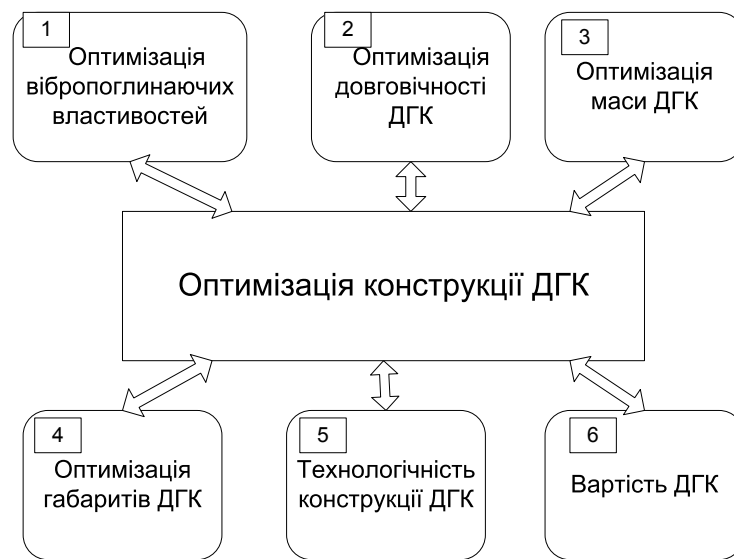 1
Оптимізація
вібропоглинаючих
властивостей
2
Оптимізація
довговічності
ДГК
3
Оптимізація
маси ДГК
Оптимізація конструкції ДГК
4
Оптимізація
габаритів ДГК
5
Технологічність
конструкції ДГК
6
Вартість ДГК